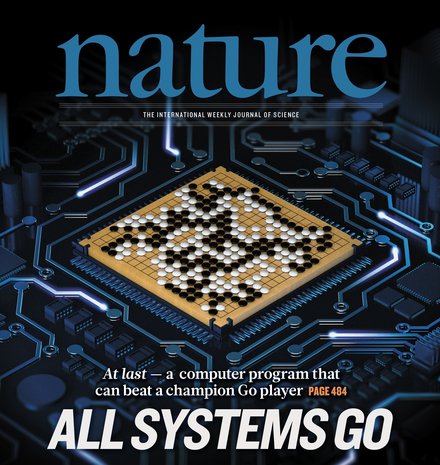 nature
THE INTERNATIONAL WEEKLY JOURNAL OF SCIENCE
At last — a computer program that
can beat a champion Go player PAGE 484
ALL SYSTEMS GO